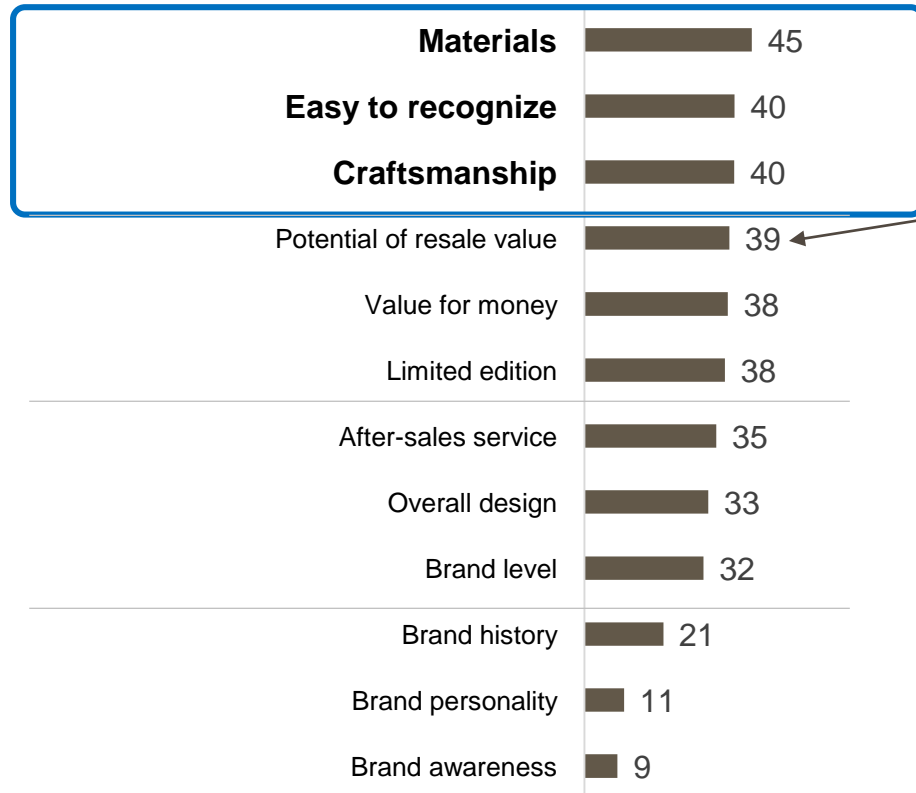 Materials 45
Easy to recognize 40
Craftsmanship 40
Potential of resale value 39
Value for money 38
Limited edition 38
After-sales service 35
Overall design 33
Brand level 32
Brand history 21
Brand personality 11
Brand awareness 9